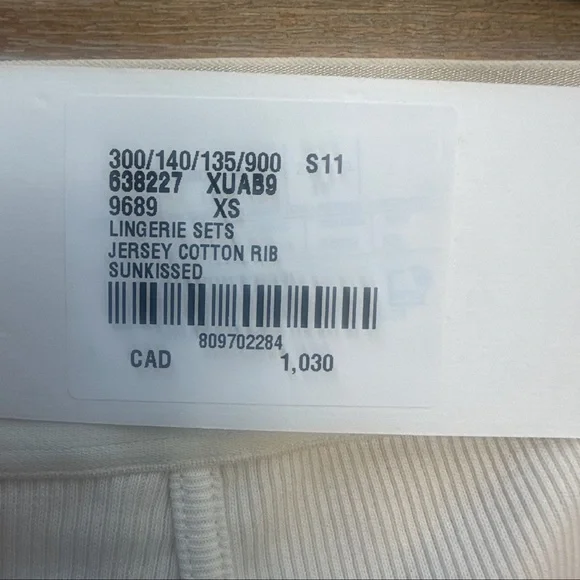 300/140/135/900 S11
638227 XUAB9
9689 XS
LINGERIE SETS
JERSEY COTTON RIB
SUNKISSED
809702284
CAD 1,030